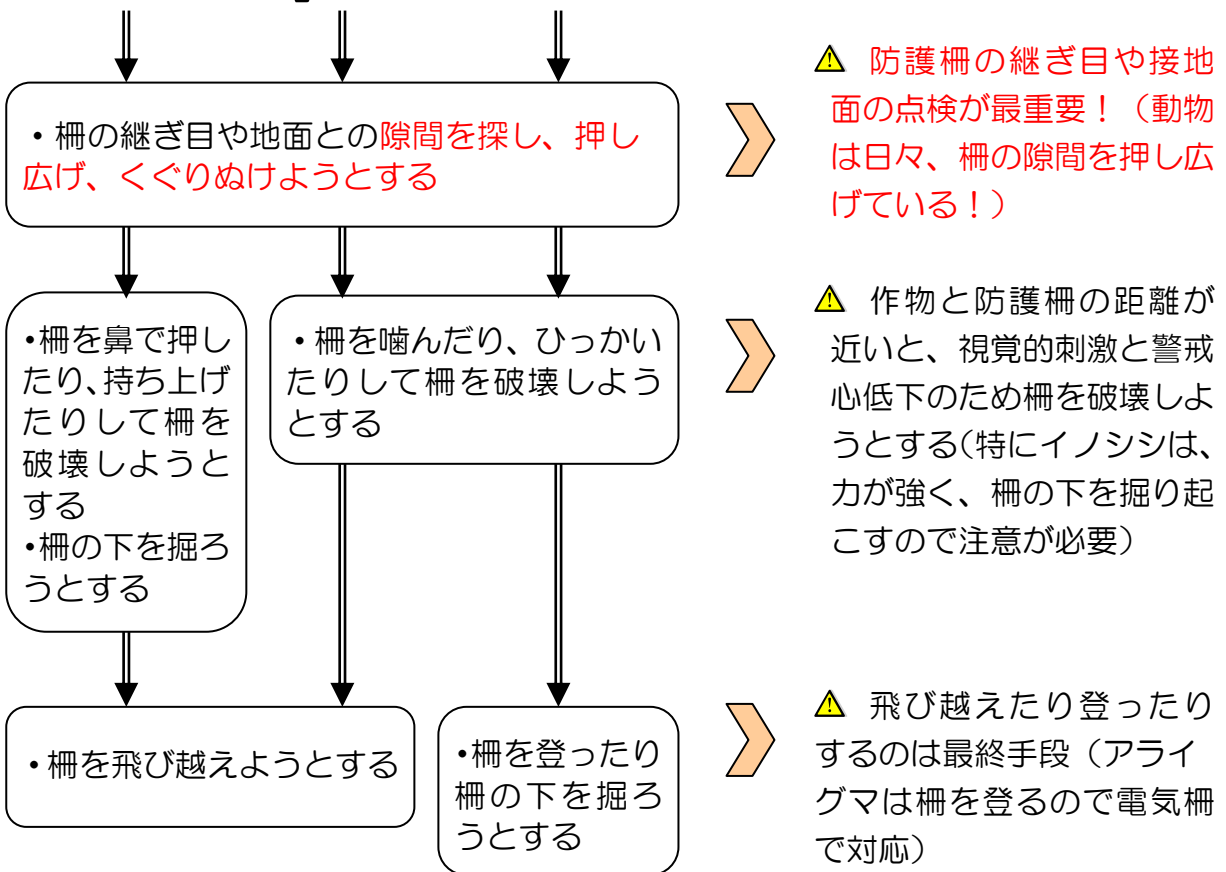 ・柵の継ぎ目や地面との隙間を探し、押し
広げ、くぐりぬけようとする
防護柵の継ぎ目や接地
面の点検が最重要！（動物
は日々、柵の隙間を押し広
げている！）
・柵を鼻で押し
たり、持ち上げ
たりして柵を
破壊しようと
する
・柵の下を掘ろ
うとする
・柵を噛んだり、ひっかい
たりして柵を破壊しよう
とする
作物と防護柵の距離が
近いと、視覚的刺激と警戒
心低下のため柵を破壊しよ
うとする（特にイノシシは、
力が強く、柵の下を掘り起
こすので注意が必要）
・柵を飛び越えようとする
・柵を登ったり
柵の下を掘ろ
うとする
飛び越えたり登ったり
するのは最終手段（アライ
グマは柵を登るので電気柵
で対応）